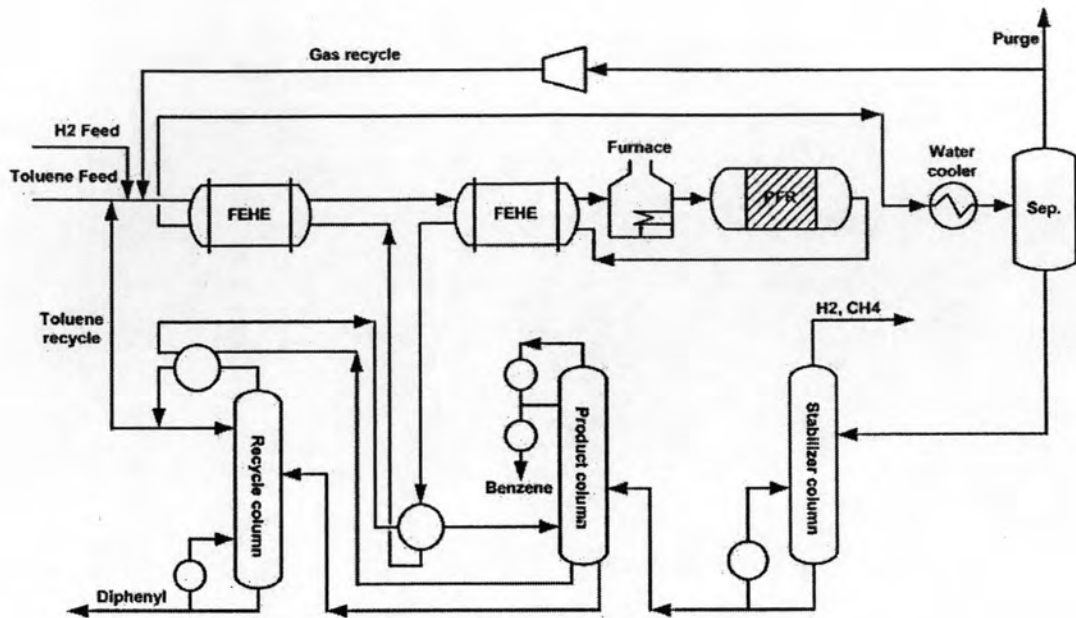 Purge
Gas recycle
H2 Feed
Furnace
Water
cooler
Toluene Feed
FEHE
FEHE
PFR
Sep.
Toluene
recycle
H2, CH4
Recycle column
Product column
Stabilizer column
Benzene
Diphenyl